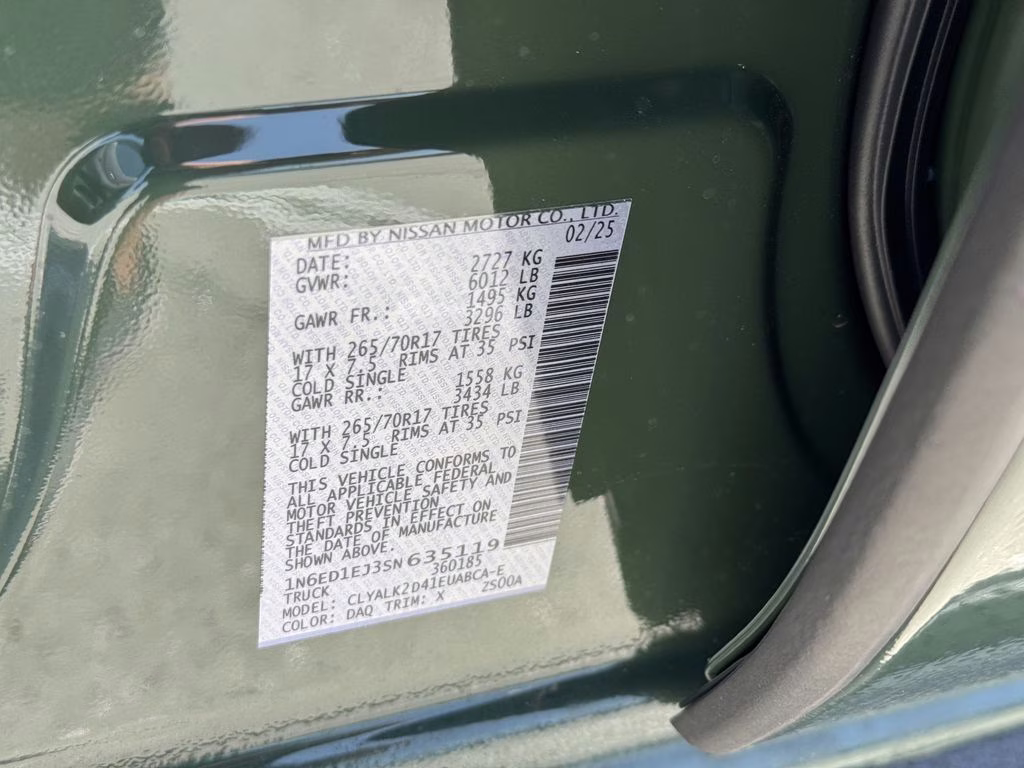 MFD BY NISSAN MOTOR CO., LTD.
DATE: 02/25
GVWR: 2727 KG
6012 LB
GAWR FR.: 1495 KG
3296 LB
WITH 265/70R17 TIRES
17 X 7.5 RIMS AT 35 PSI
COLD SINGLE
GAWR RR.: 1558 KG
3434 LB
WITH 265/70R17 TIRES
17 X 7.5 RIMS AT 35 PSI
COLD SINGLE
THIS VEHICLE CONFORMS TO
ALL APPLICABLE FEDERAL
MOTOR VEHICLE SAFETY AND
THEFT PREVENTION
STANDARDS IN EFFECT ON
THE DATE OF MANUFACTURE
SHOWN ABOVE.
1N6ED1EJ3SN635119
TRUCK 360185
MODEL: CLYALK2D41EUABCA-E
COLOR: DAQ TRIM: X 2S00A